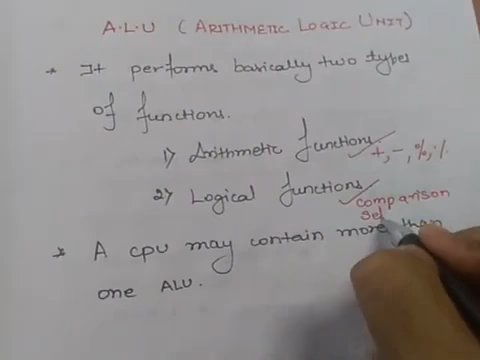 A.L.U (ARITHMETIC LOGIC UNIT)
* It performs basically two types
of functions.
1) Arithmetic functions +, -, %, %
2) Logical functions
comparison
sel
* A CPU may contain more than
one ALU.